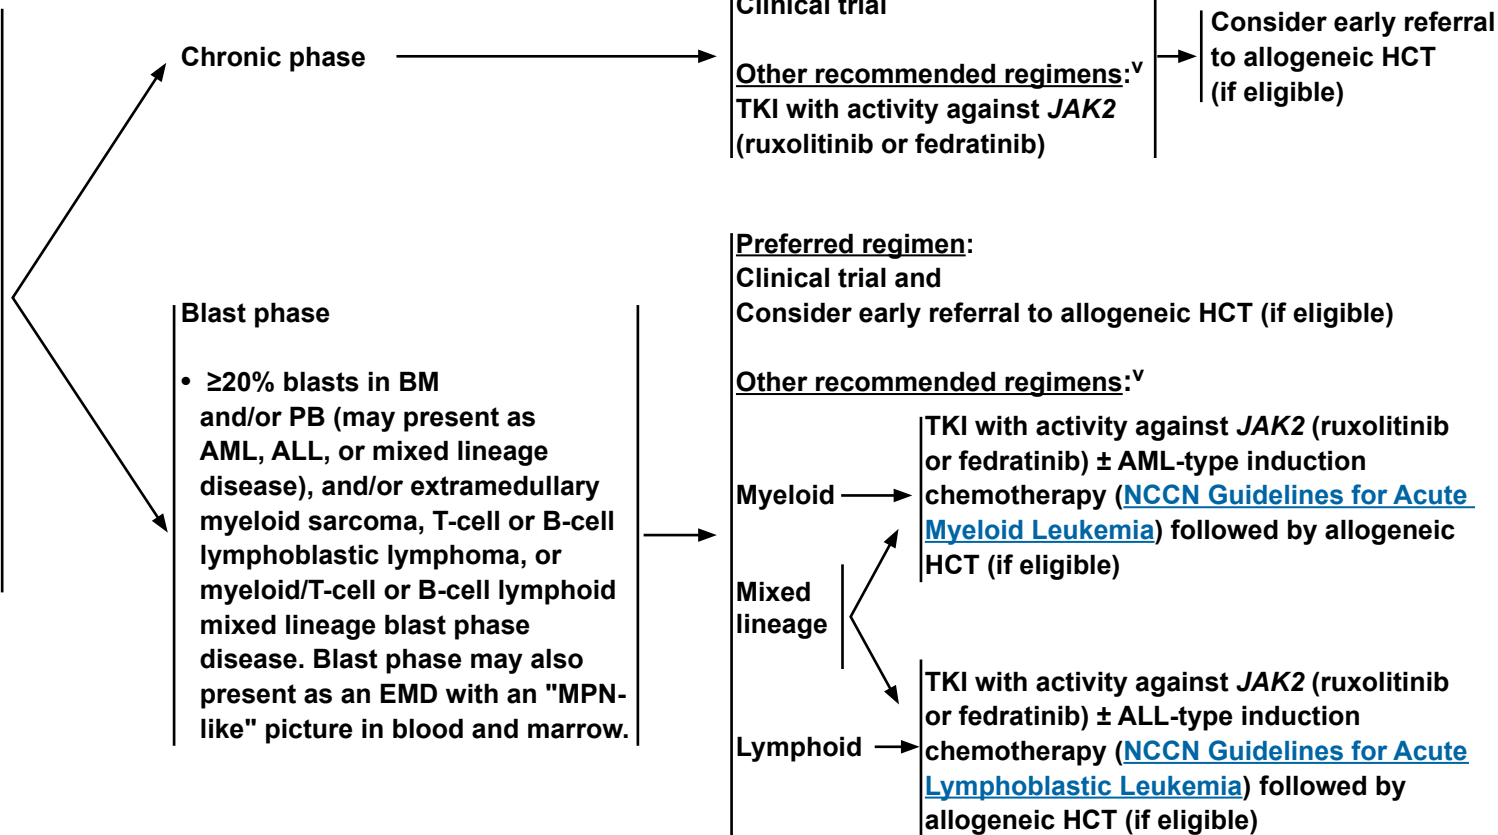 Clinical trial
Chronic phase
Other recommended regimens:ᵛ
TKI with activity against JAK2
(ruxolitinib or fedratinib)
Consider early referral
to allogeneic HCT
(if eligible)
Blast phase
• ≥20% blasts in BM
and/or PB (may present as
AML, ALL, or mixed lineage
disease), and/or extramedullary
myeloid sarcoma, T-cell or B-cell
lymphoblastic lymphoma, or
myeloid/T-cell or B-cell lymphoid
mixed lineage blast phase
disease. Blast phase may also
present as an EMD with an "MPN-
like" picture in blood and marrow.
Preferred regimen:
Clinical trial and
Consider early referral to allogeneic HCT (if eligible)
Other recommended regimens:ᵛ
Myeloid
TKI with activity against JAK2 (ruxolitinib
or fedratinib) ± AML-type induction
chemotherapy (NCCN Guidelines for Acute
Myeloid Leukemia) followed by allogeneic
HCT (if eligible)
Mixed
lineage
Lymphoid
TKI with activity against JAK2 (ruxolitinib
or fedratinib) ± ALL-type induction
chemotherapy (NCCN Guidelines for Acute
Lymphoblastic Leukemia) followed by
allogeneic HCT (if eligible)